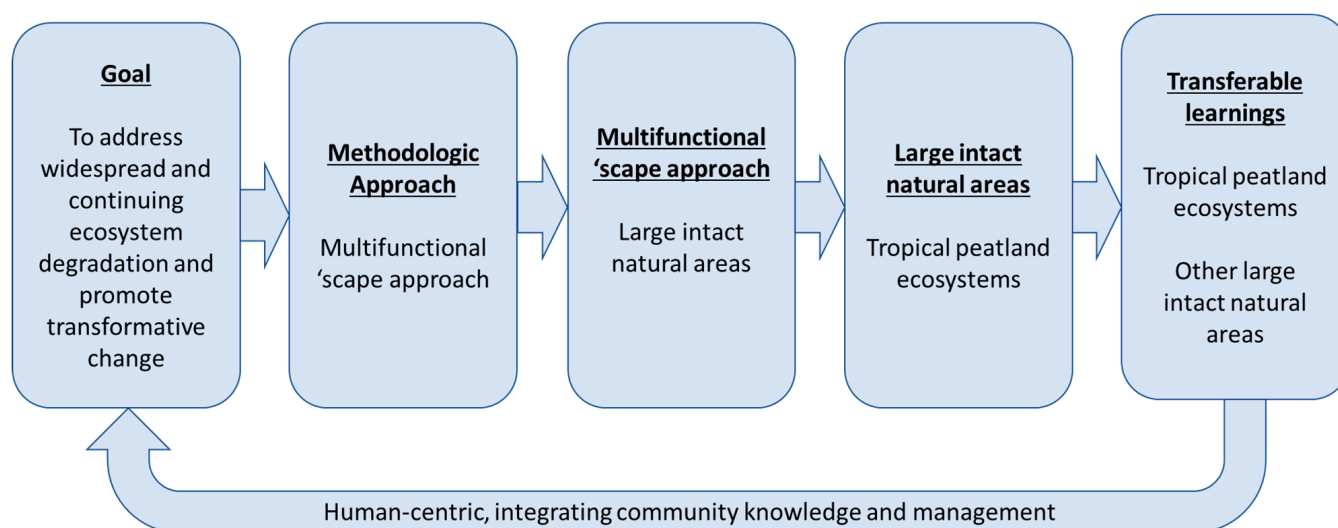 Goal
To address
widespread and
continuing
ecosystem
degradation and
promote
transformative
change
Methodologic
Approach
Multifunctional
‘scape approach
Multifunctional
‘scape approach
Large intact
natural areas
Large intact
natural areas
Tropical peatland
ecosystems
Transferable
learnings
Tropical peatland
ecosystems
Other large
intact natural
areas
Human-centric, integrating community knowledge and management